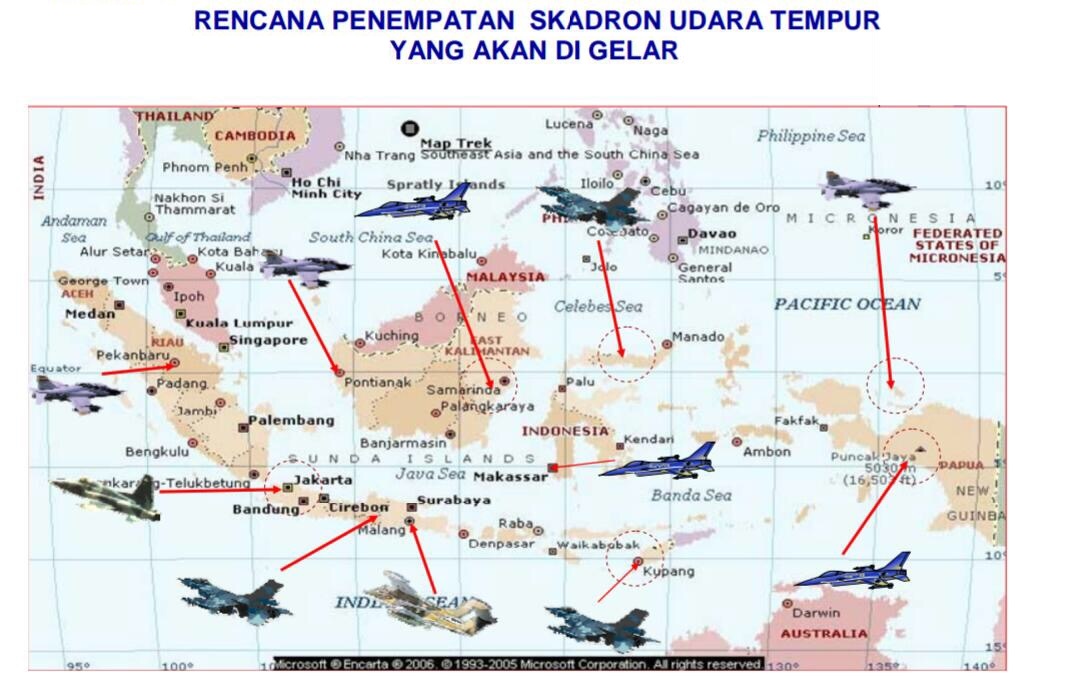 RENCANA PENEMPATAN SKADRON UDARA TEMPUR
YANG AKAN DI GELAR
THAILAND
CAMBODIA
Phnom Penh
Ho Chi
Minh City
Map Trek
Nha Trang Southeast Asia and the South China Sea
Spratly Islands
Lucena
Naga
Philippine Sea
INDIA
Andaman
Sea
Nakhon Si
Thammarat
Gulf of Thailand
South China Sea
Iloilo
Cebu
Cagayan de Oro
Davao
MINDANAO
General
Santos
Jolo
10°
MICRONESIA
Koror
FEDERATED
STATES OF
MICRONESIA
Alur Setar
Kota
Kuala
Kota Kinabalu
MALAYSIA
5°
George Town
ACEH
Medan
Ipoh
Kuala Lumpur
Singapore
BORNEO
Celebes Sea
PACIFIC OCEAN
RIAU
Pekanbaru
Kuching
EAST
KALIMANTAN
Manado
Equator
Padang
Pontianak
Samarinda
Palu
Jambi
Palangkaraya
Palembang
INDONESIA
Fakfak
Bengkulu
Banjarmasin
Kendari
Ambon
Puncak Jaya
5030 m
(16,503 ft)
PAPUA
SUNDA ISLANDS
Java Sea
Makassar
-Telukbetung
Jakarta
Banda Sea
NEW
GUINEA
Bandung
Cirebon
Surabaya
Malang
Raba
Denpasar
Waikabubak
Kupang
10°
Darwin
AUSTRALIA
15°
95°
100°
Microsoft ® Encarta ® 2006. © 1993-2005 Microsoft Corporation. All rights reserved.
130°
135°
140°